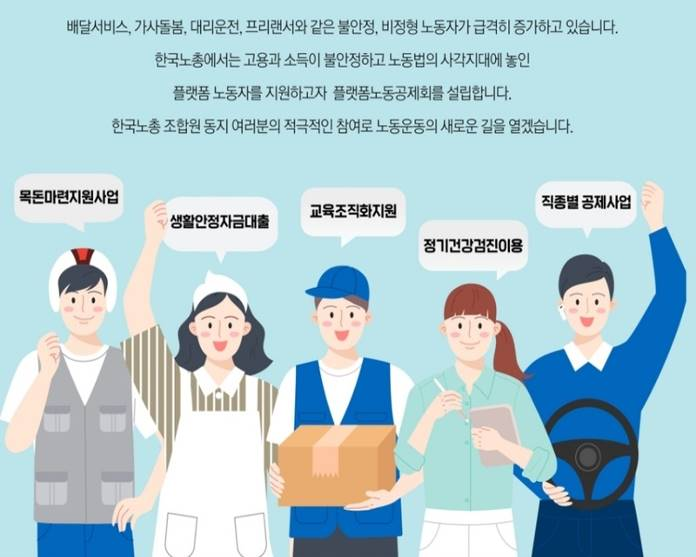 배달서비스, 가사돌봄, 대리운전, 프리랜서와 같은 불안정, 비정형 노동자가 급격히 증가하고 있습니다.
한국노총에서는 고용과 소득이 불안정하고 노동법의 사각지대에 놓인
플랫폼 노동자를 지원하고자 플랫폼노동공제회를 설립합니다.
한국노총 조합원 동지 여러분의 적극적인 참여로 노동운동의 새로운 길을 열겠습니다.
목돈마련지원사업
생활안정자금대출
교육조직화지원
정기건강검진이용
직종별 공제사업